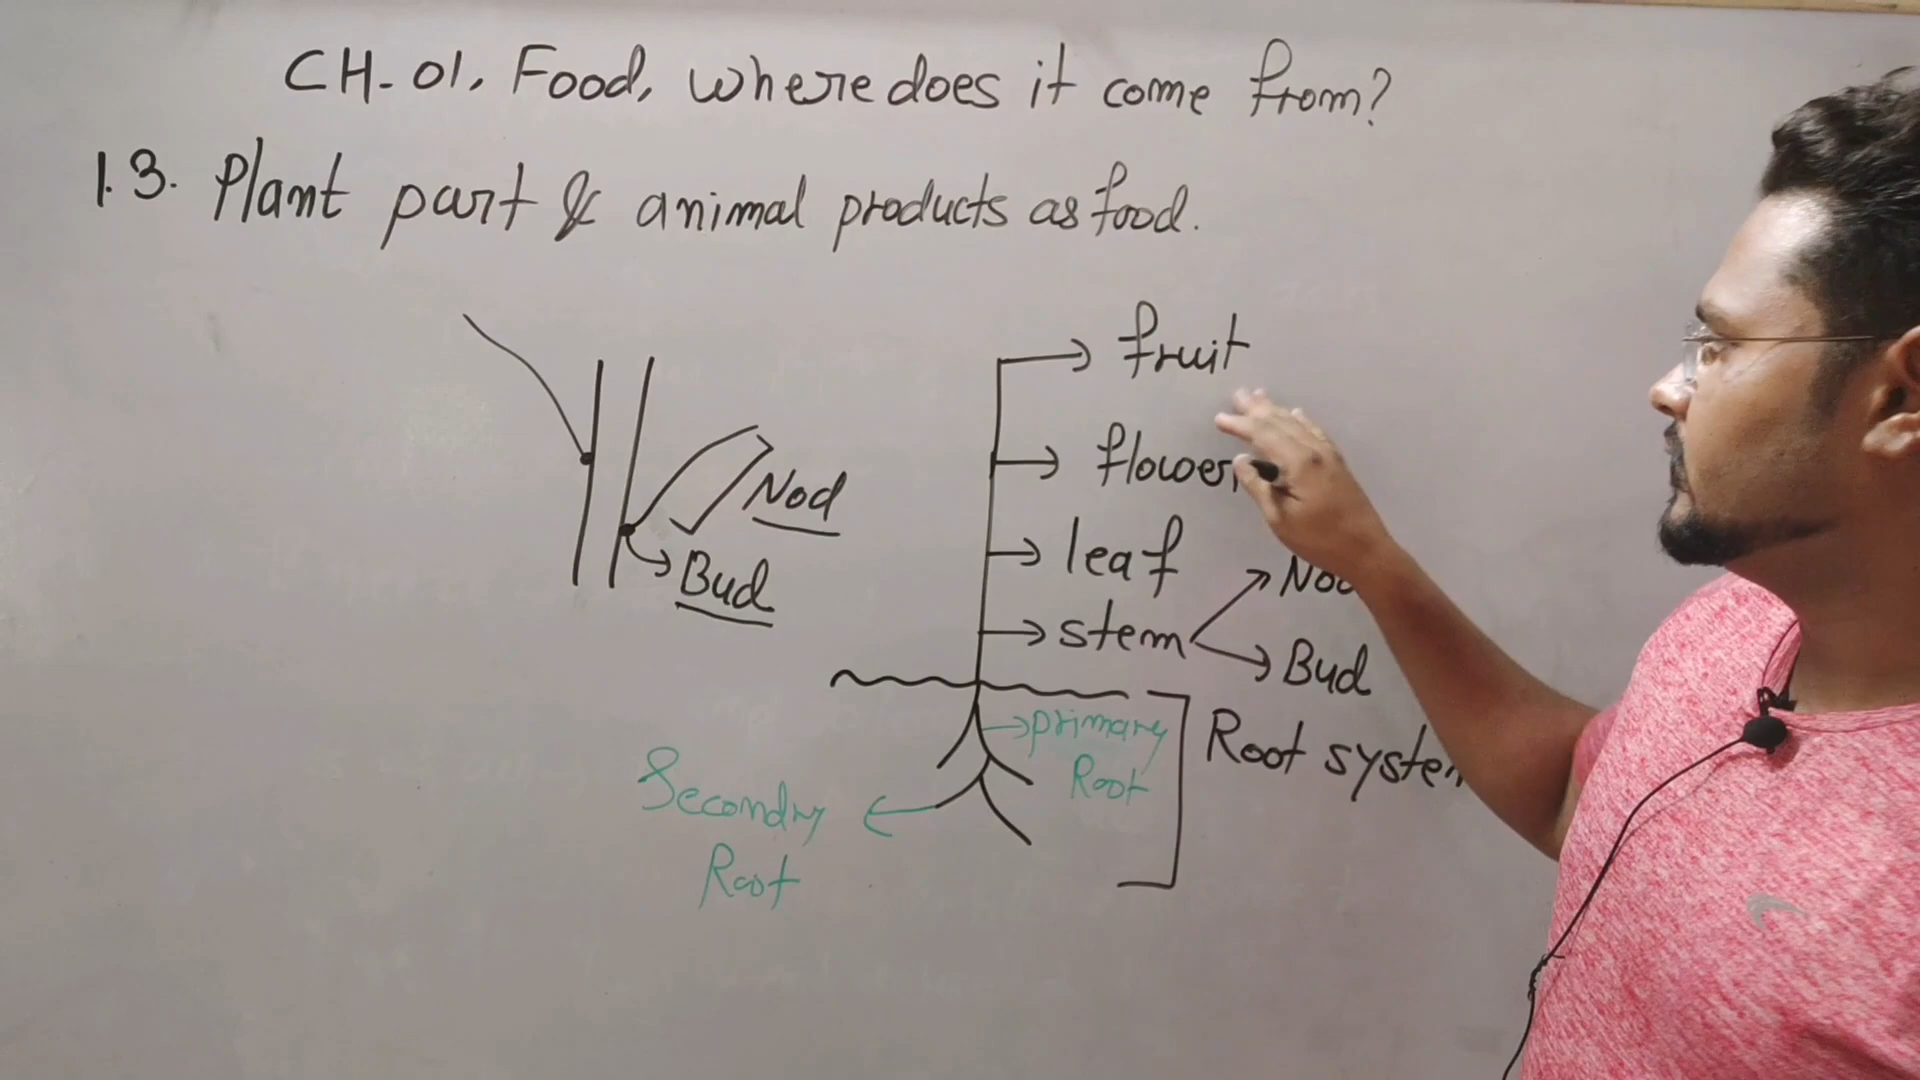 CH-01. Food, where does it come from?
1.3. Plant part & animal products as food.
fruit
flower
Nod
leaf
Bud
stem
Bud
primary
Root
Root system
Secondry
Root